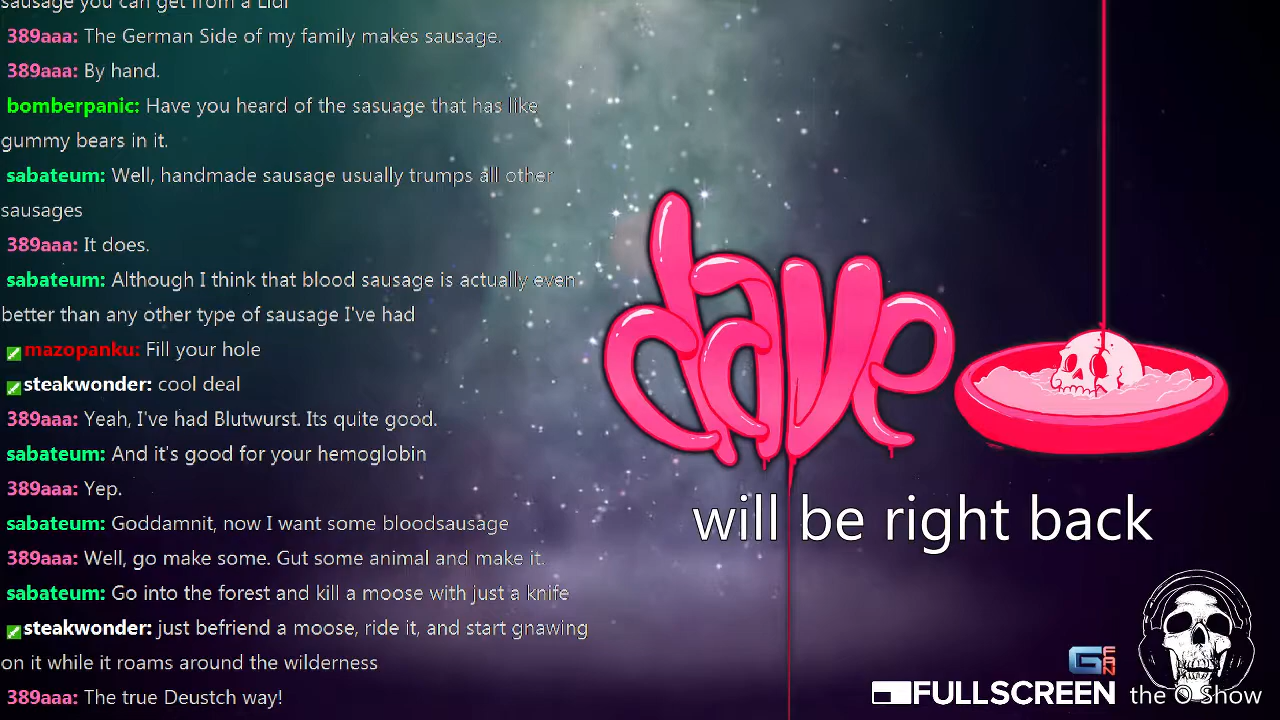 sausage you can get from a Lidl
389aaa: The German Side of my family makes sausage.
389aaa: By hand.
bomberpanic: Have you heard of the sasuage that has like
gummy bears in it.
sabateum: Well, handmade sausage usually trumps all other
sausages
389aaa: It does.
sabateum: Although I think that blood sausage is actually even
better than any other type of sausage I've had
mazopanku: Fill your hole
steakwonder: cool deal
389aaa: Yeah, I've had Blutwurst. Its quite good.
sabateum: And it's good for your hemoglobin
389aaa: Yep.
sabateum: Goddamnit, now I want some bloodsausage
389aaa: Well, go make some. Gut some animal and make it.
sabateum: Go into the forest and kill a moose with just a knife
steakwonder: just befriend a moose, ride it, and start gnawing
on it while it roams around the wilderness
389aaa: The true Deustch way!
dave
will be right back
G FAN
FULLSCREEN
the O Show